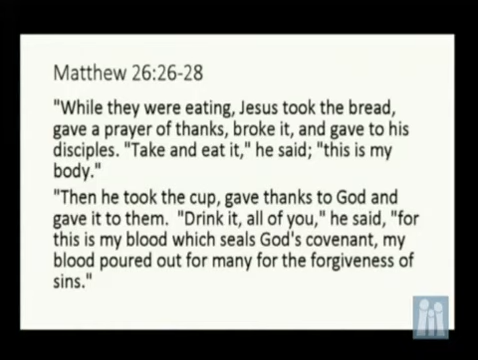 Matthew 26:26-28
"While they were eating, Jesus took the bread,
gave a prayer of thanks, broke it, and gave to his
disciples. "Take and eat it," he said; "this is my
body."
"Then he took the cup, gave thanks to God and
gave it to them.  "Drink it, all of you," he said, "for
this is my blood which seals God's covenant, my
blood poured out for many for the forgiveness of
sins."